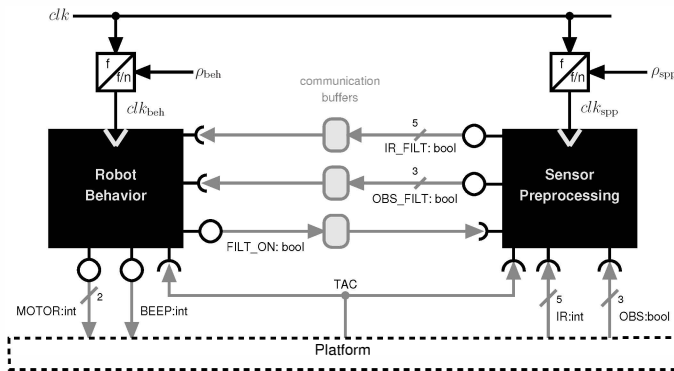 clk
f
f/n
ρbeh
f
f/n
ρspp
communication
buffers
clkbeh
clkspp
5
IR_FILT: bool
Robot
Behavior
Sensor
Preprocessing
3
OBS_FILT: bool
FILT_ON: bool
TAC
2
MOTOR:int
BEEP:int
5
IR:int
3
OBS:bool
Platform